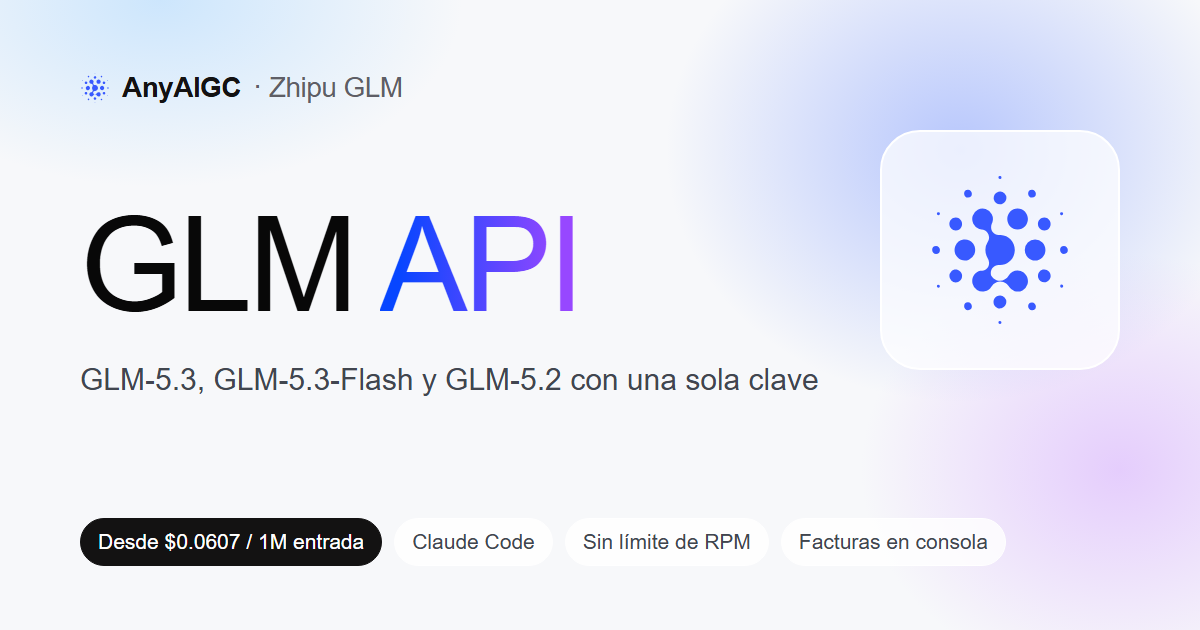 AnyAIGC · Zhipu GLM
GLM API
GLM-5.3, GLM-5.3-Flash y GLM-5.2 con una sola clave
Desde $0.0607 / 1M entrada
Claude Code
Sin límite de RPM
Facturas en consola